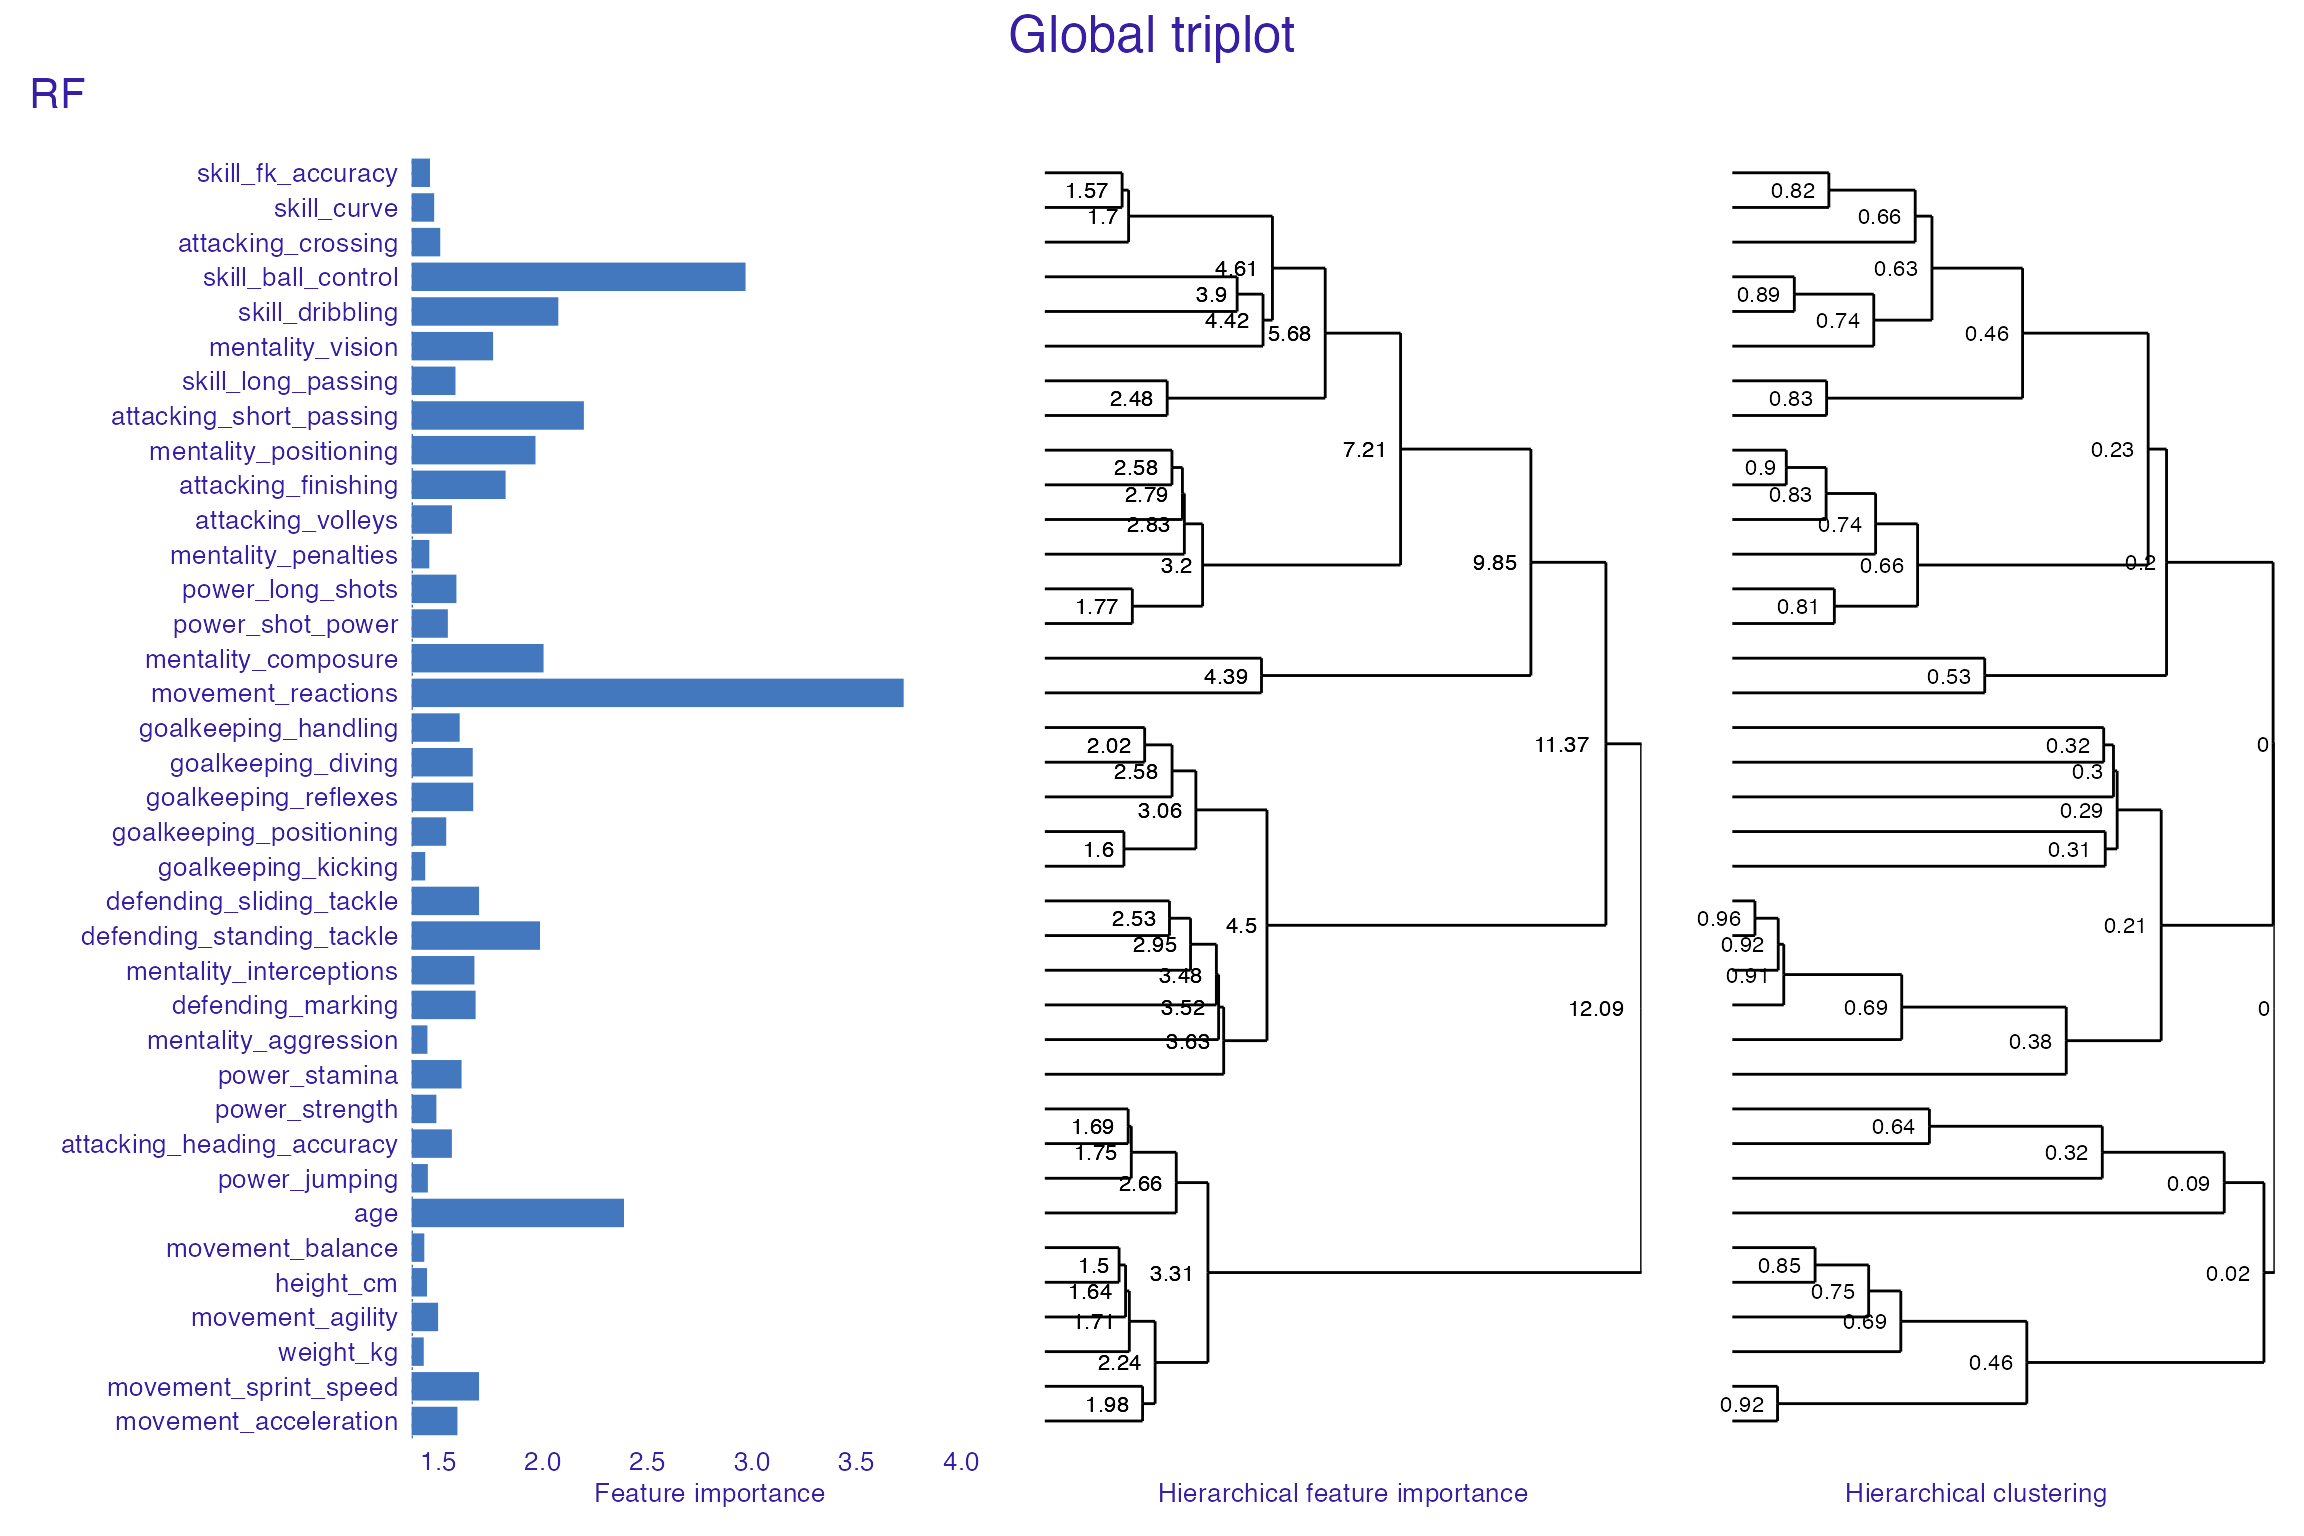 Global triplot
RF
skill_fk_accuracy
skill_curve
attacking_crossing
skill_ball_control
skill_dribbling
mentality_vision
skill_long_passing
attacking_short_passing
mentality_positioning
attacking_finishing
attacking_volleys
mentality_penalties
power_long_shots
power_shot_power
mentality_composure
movement_reactions
goalkeeping_handling
goalkeeping_diving
goalkeeping_reflexes
goalkeeping_positioning
goalkeeping_kicking
defending_sliding_tackle
defending_standing_tackle
mentality_interceptions
defending_marking
mentality_aggression
power_stamina
power_strength
attacking_heading_accuracy
power_jumping
age
movement_balance
height_cm
movement_agility
weight_kg
movement_sprint_speed
movement_acceleration
1.5 2.0 2.5 3.0 3.5 4.0
Feature importance
1.57
1.7
4.61
3.9
4.42
5.68
2.48
7.21
2.58
2.79
2.83
3.2
9.85
1.77
4.39
11.37
2.02
2.58
3.06
1.6
2.53
4.5
2.95
3.48
3.52
12.09
3.63
1.69
1.75
2.66
1.5
3.31
1.64
1.71
2.24
1.98
Hierarchical feature importance
0.82
0.66
0.63
0.89
0.74
0.46
0.83
0.23
0.9
0.83
0.74
0.2
0.66
0.81
0.53
0.32
0
0.3
0.29
0.31
0.96
0.21
0.92
0.91
0.69
0
0.38
0.64
0.32
0.09
0.85
0.02
0.75
0.69
0.46
0.92
Hierarchical clustering